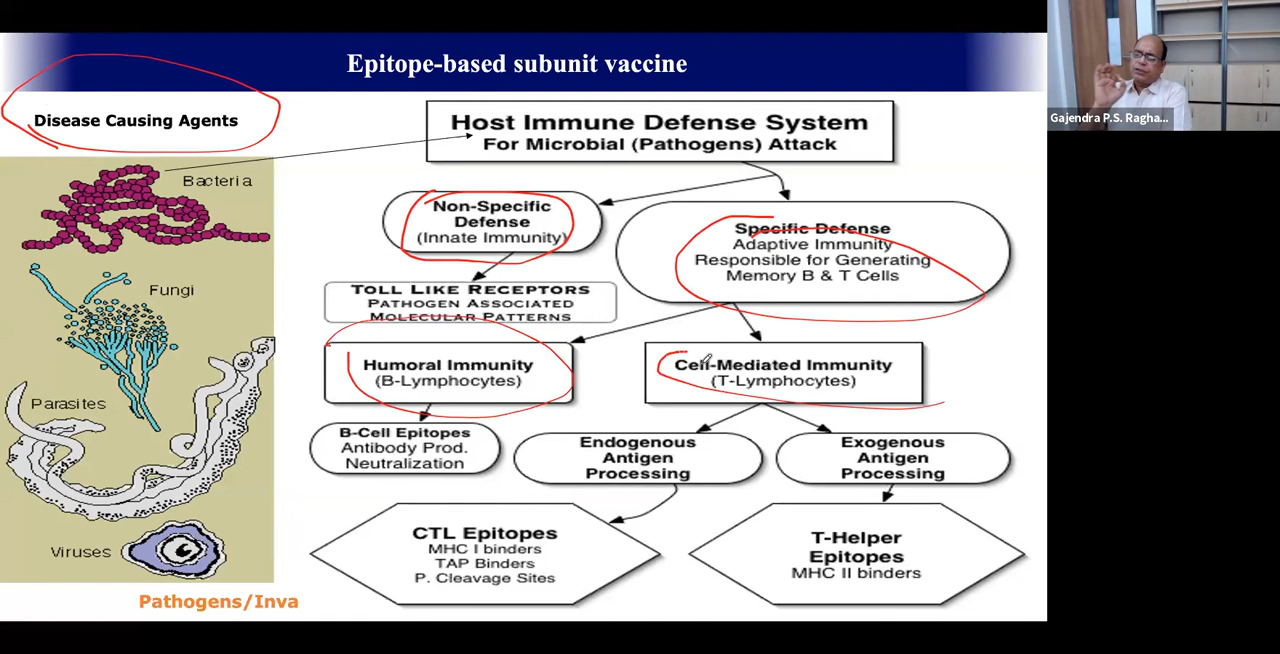 Epitope-based subunit vaccine
Gajendra P.S. Ragha...
Disease Causing Agents
Bacteria
Fungi
Parasites
Viruses
Pathogens/Inva
Host Immune Defense System
For Microbial (Pathogens) Attack
Non-Specific
Defense
(Innate Immunity)
Specific Defense
Adaptive Immunity
Responsible for Generating
Memory B & T Cells
TOLL LIKE RECEPTORS
PATHOGEN ASSOCIATED
MOLECULAR PATTERNS
Humoral Immunity
(B-Lymphocytes)
Cell-Mediated Immunity
(T-Lymphocytes)
B-Cell Epitopes
Antibody Prod.
Neutralization
Endogenous
Antigen
Processing
Exogenous
Antigen
Processing
CTL Epitopes
MHC I binders
TAP Binders
P. Cleavage Sites
T-Helper
Epitopes
MHC II binders